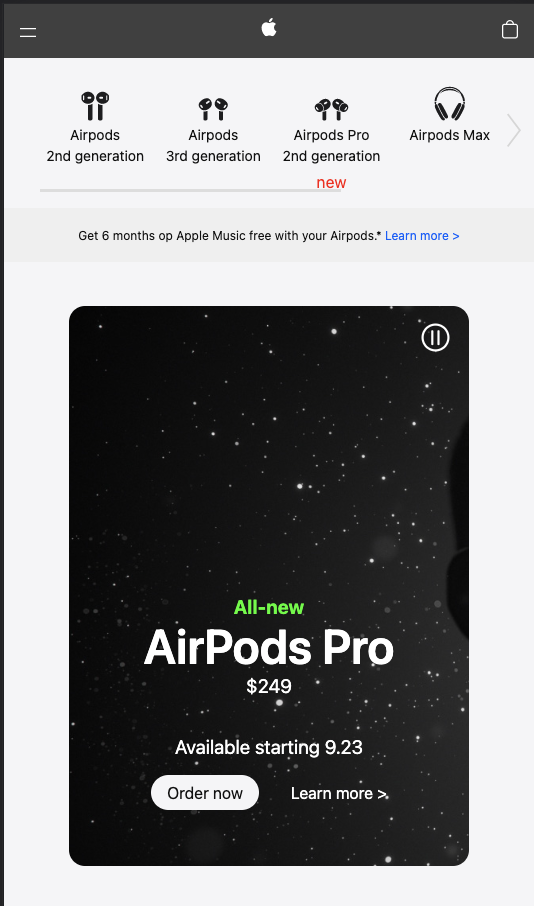 Airpods
2nd generation
Airpods
3rd generation
Airpods Pro
2nd generation
new
Airpods Max
Get 6 months op Apple Music free with your Airpods.* Learn more >
All-new
AirPods Pro
$249
Available starting 9.23
Order now
Learn more >